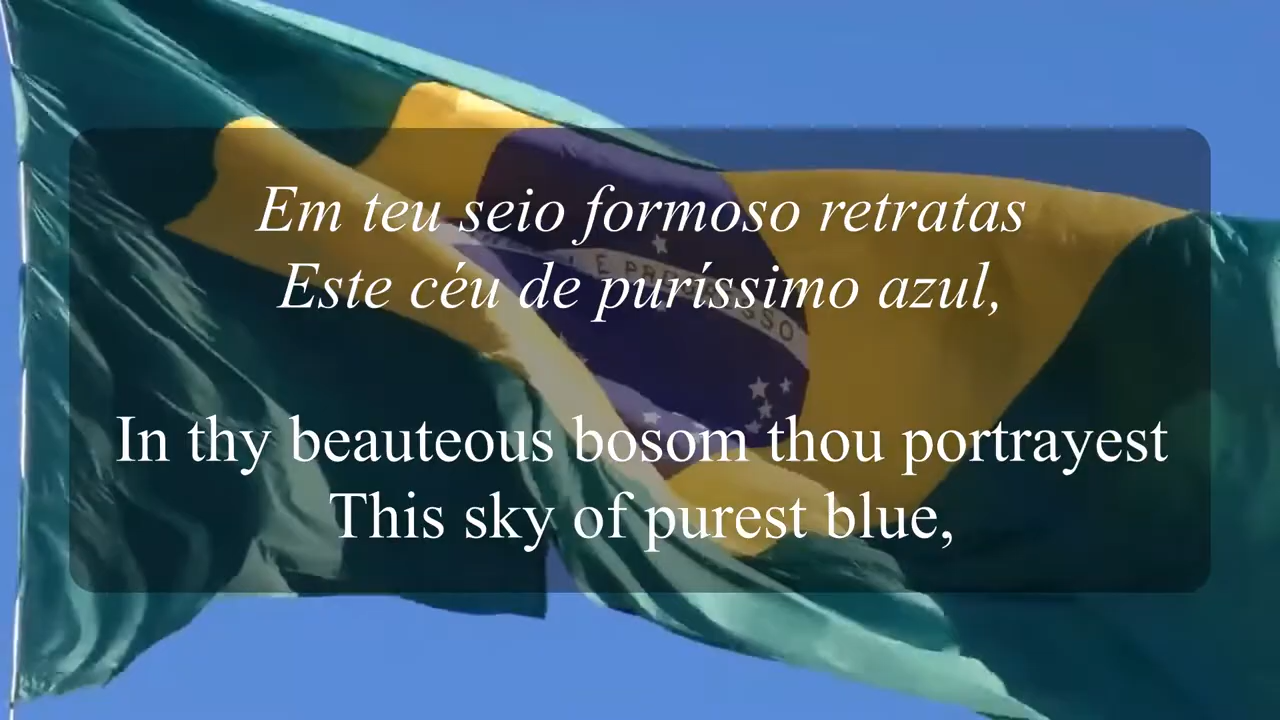 Em teu seio formoso retratas
Este céu de puríssimo azul,
E PROGRESSO
In thy beauteous bosom thou portrayest
This sky of purest blue,